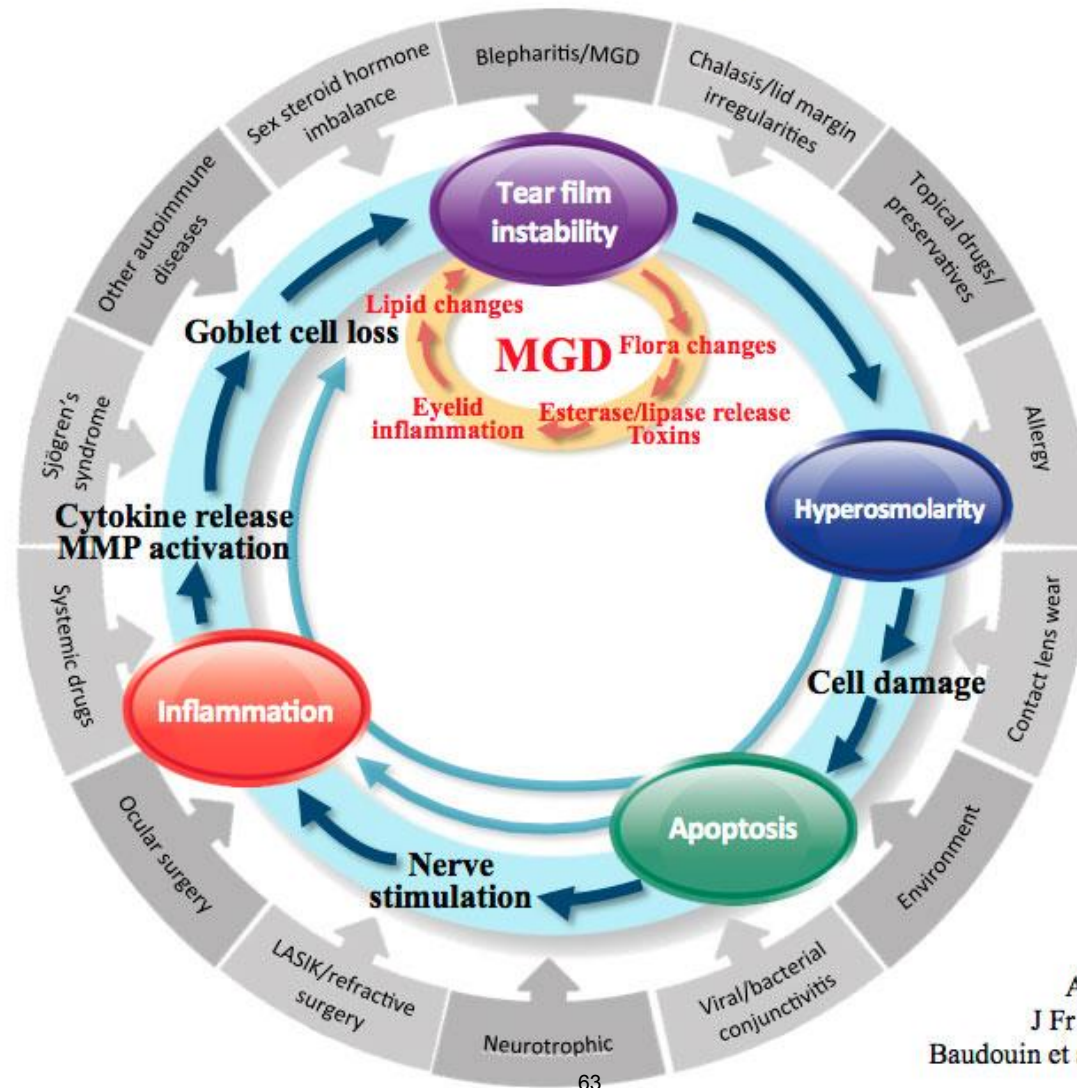 Blepharitis/MGD
Chalasis/lid margin
irregularities
Topical drugs/
preservatives
Allergy
Contact lens wear
Environment
Viral/bacterial
conjunctivitis
Neurotrophic
LASIK/refractive
surgery
Ocular surgery
Systemic drugs
Sjögren's
syndrome
Other autoimmune
diseases
Sex steroid hormone
imbalance
Tear film
instability
Lipid changes
MGD
Flora changes
Esterase/lipase release
Toxins
Eyelid
inflammation
Goblet cell loss
Hyperosmolarity
Cell damage
Apoptosis
Nerve
stimulation
Inflammation
Cytokine release
MMP activation
A
J Fr
Baudouin et
63